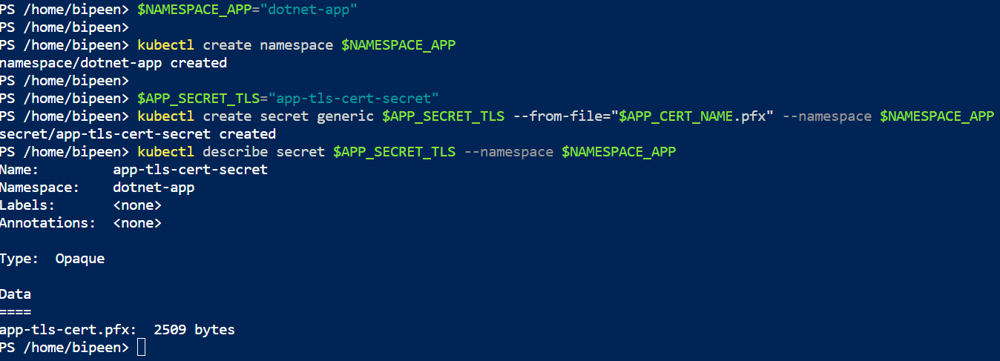 PS /home/bipeen> $NAMESPACE_APP="dotnet-app"
PS /home/bipeen>
PS /home/bipeen> kubectl create namespace $NAMESPACE_APP
namespace/dotnet-app created
PS /home/bipeen>
PS /home/bipeen> $APP_SECRET_TLS="app-tls-cert-secret"
PS /home/bipeen> kubectl create secret generic $APP_SECRET_TLS --from-file="$APP_CERT_NAME.pfx" --namespace $NAMESPACE_APP
secret/app-tls-cert-secret created
PS /home/bipeen> kubectl describe secret $APP_SECRET_TLS --namespace $NAMESPACE_APP
Name:         app-tls-cert-secret
Namespace:    dotnet-app
Labels:       <none>
Annotations:  <none>

Type:  Opaque

Data
====
app-tls-cert.pfx:  2509 bytes
PS /home/bipeen>